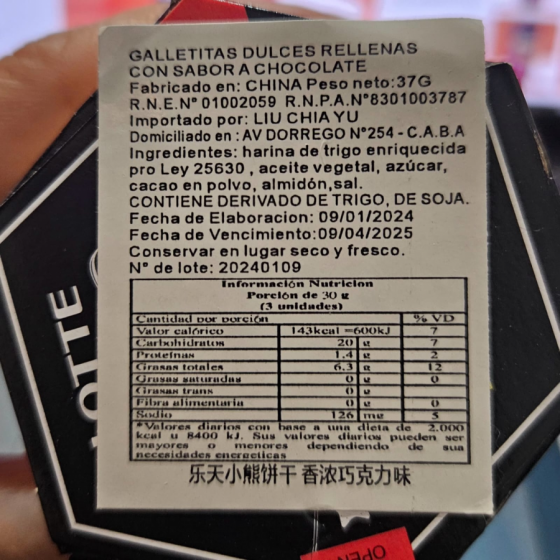 GALLETITAS DULCES RELLENAS
CON SABOR A CHOCOLATE
Fabricado en: CHINA Peso neto:37G
R.N.E.N° 01002059 R.N.P.A.N°8301003787
Importado por: LIU CHIA YU
Domiciliado en : AV DORREGO N°254 - C.A.B.A
Ingredientes: harina de trigo enriquecida
pro Ley 25630 , aceite vegetal, azúcar,
cacao en polvo, almidón,sal.
CONTIENE DERIVADO DE TRIGO, DE SOJA.
Fecha de Elaboracion: 09/01/2024
Fecha de Vencimiento:09/04/2025
Conservar en lugar seco y fresco.
N° de lote: 20240109
Información Nutricion
Porción de 30 g
(3 unidades)
Cantidad por porción % VD
Valor calórico 143kcal =600kJ 7
Carbohidratos 20 g 7
Proteínas 1.4 g 2
Grasas totales 6.3 g 12
Grasas saturadas 0 g 0
Grasas trans 0 g
Fibra alimentaria 0 g 0
Sodio 126 mg 5
*Valores diarios con base a una dieta de 2.000
kcal u 8400 kJ. Sus valores diarios pueden ser
mayores o menores dependiendo de sus
necesidades energeticas
乐天小熊饼干 香浓巧克力味
LOTTE
OPEN